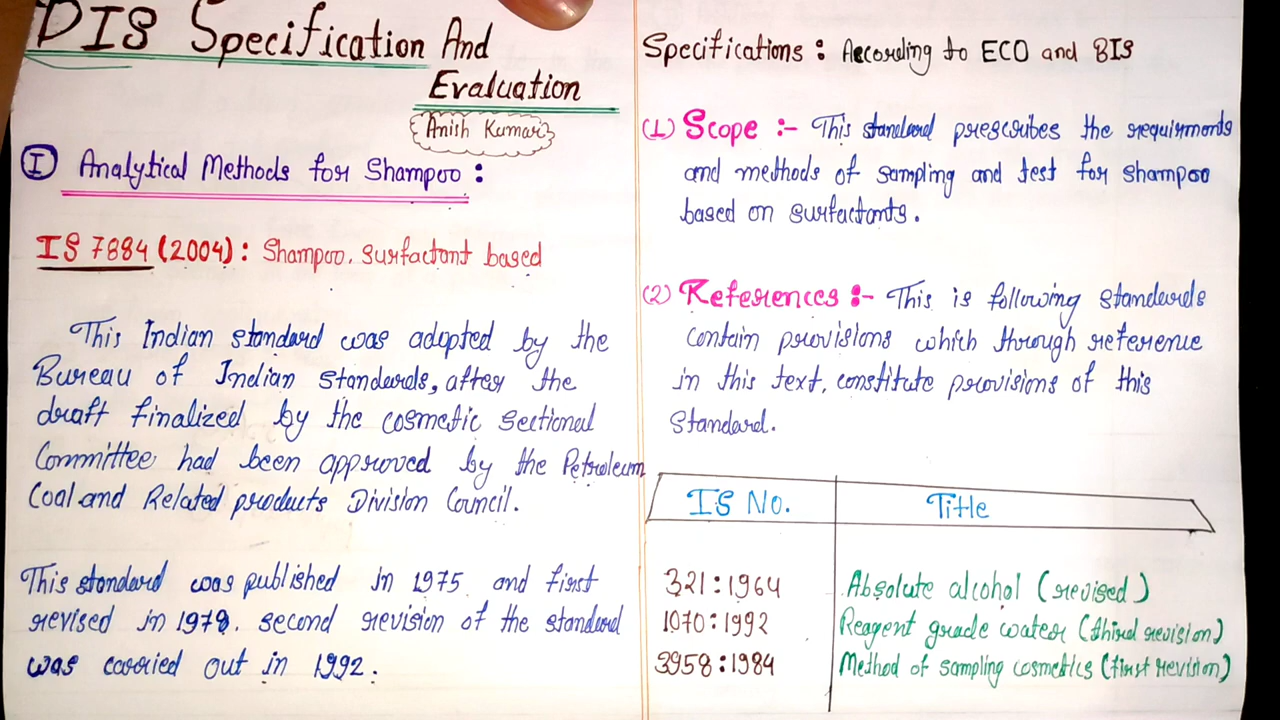 BIS Specification And
Evaluation
Anish Kumar
I Analytical Methods for Shampoo :
IS 7884 (2004) : Shampoo. surfactant based
This Indian standard was adopted by the
Bureau of Indian Standards, after the
draft finalized by the cosmetic Sectional
Committee had been approved by the Petroleum
Coal and Related products Division Council.
This standard was published in 1975 and first
revised in 1978. second revision of the standard
was carried out in 1992.
Specifications : According to ECO and BIS
(1) Scope :- This standard prescribes the requirments
and methods of sampling and test for shampoo
based on surfactants.
(2) References :- This is following standards
contain provisions which through reference
in this text, constitute provisions of this
Standard.
IS No. Title
321:1964 Absolute alcohol (revised)
1070:1992 Reagent grade water (third revision)
3958:1984 Method of sampling cosmetics (first revision)